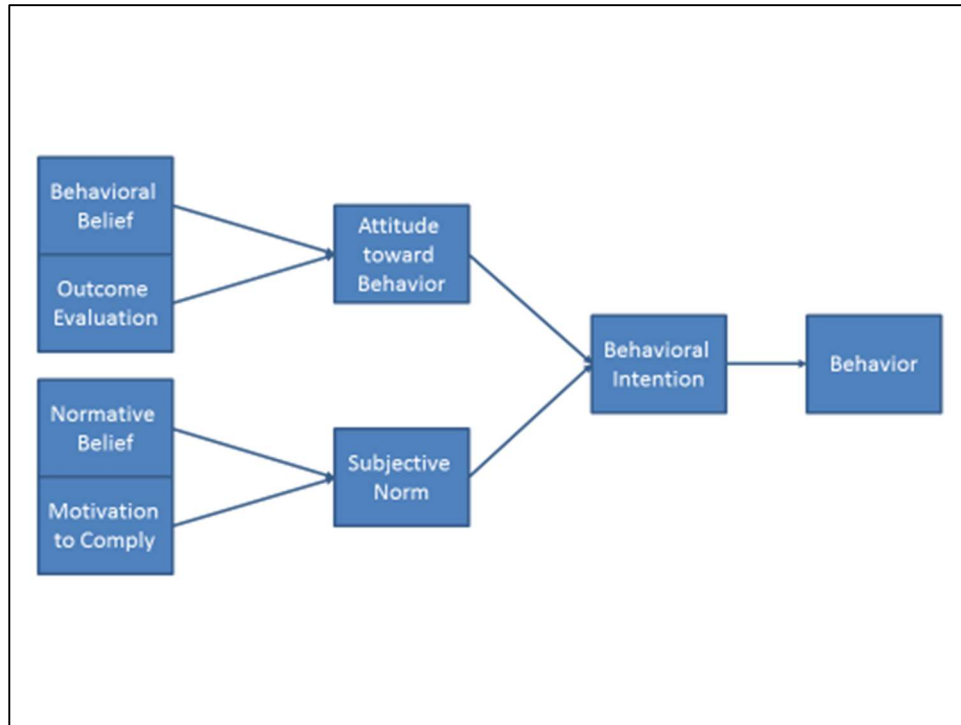 Behavioral
Belief
Outcome
Evaluation
Normative
Belief
Motivation
to Comply
Attitude
toward
Behavior
Subjective
Norm
Behavioral
Intention
Behavior